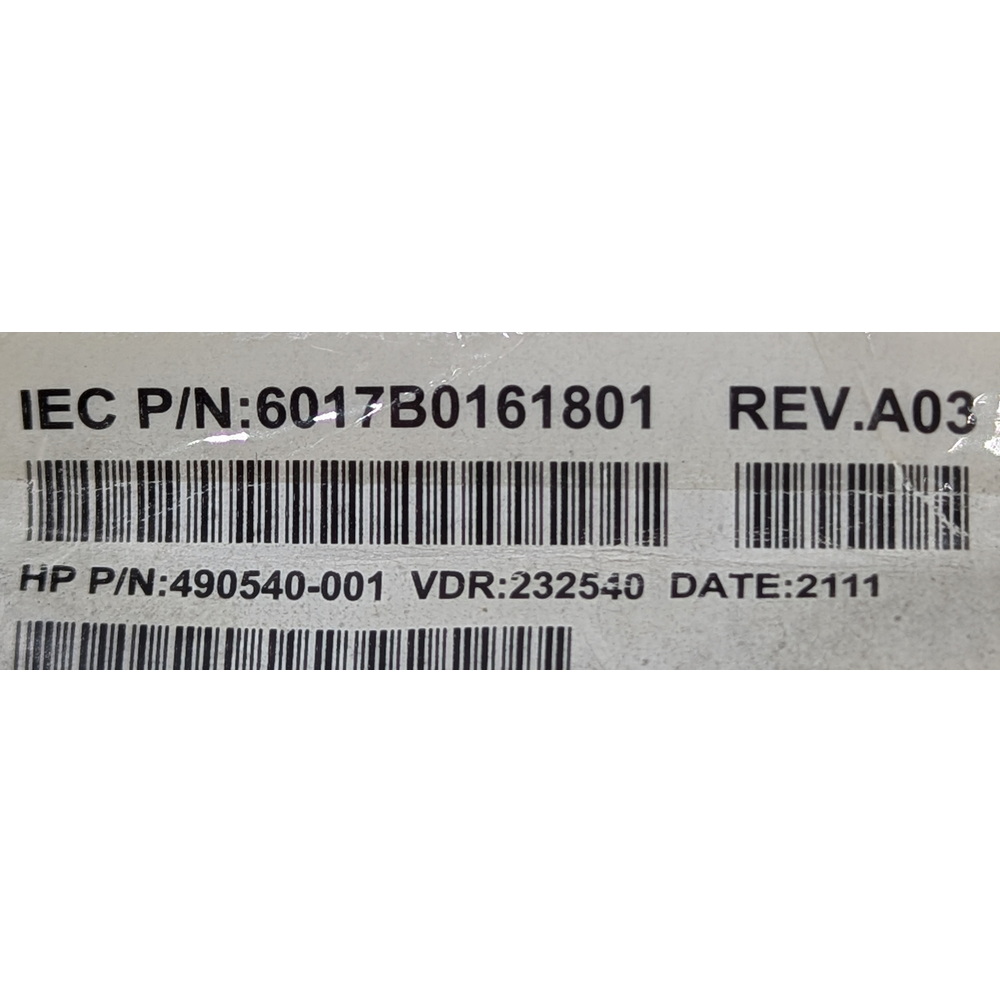 IEC P/N:6017B0161801 REV.A03
HP P/N:490540-001 VDR:232540 DATE:2111